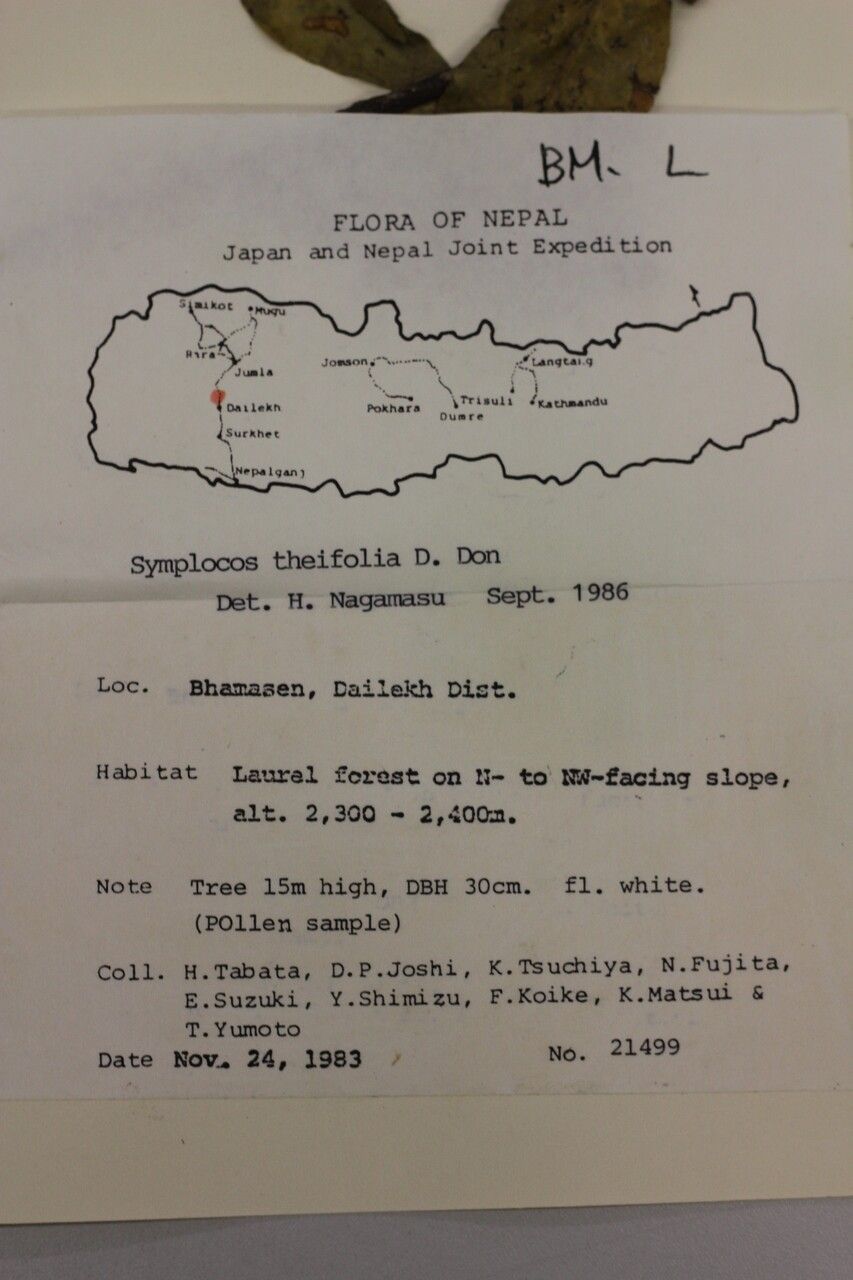 BM. L
FLORA OF NEPAL
Japan and Nepal Joint Expedition
Simikot
Mugu
Rara
Jumla
Jomson
Langtang
Dailekh
Pokhara
Trisuli
Kathmandu
Dumre
Surkhet
Nepalganj
Symplocos theifolia D. Don
Det. H. Nagamasu Sept. 1986
Loc. Bhamasen, Dailekh Dist.
Habitat Laurel forest on N- to NW-facing slope,
alt. 2,300 - 2,400m.
Note Tree 15m high, DBH 30cm. fl. white.
(POllen sample)
Coll. H.Tabata, D.P.Joshi, K.Tsuchiya, N.Fujita,
E.Suzuki, Y.Shimizu, F.Koike, K.Matsui &
T.Yumoto
Date Nov. 24, 1983 No. 21499